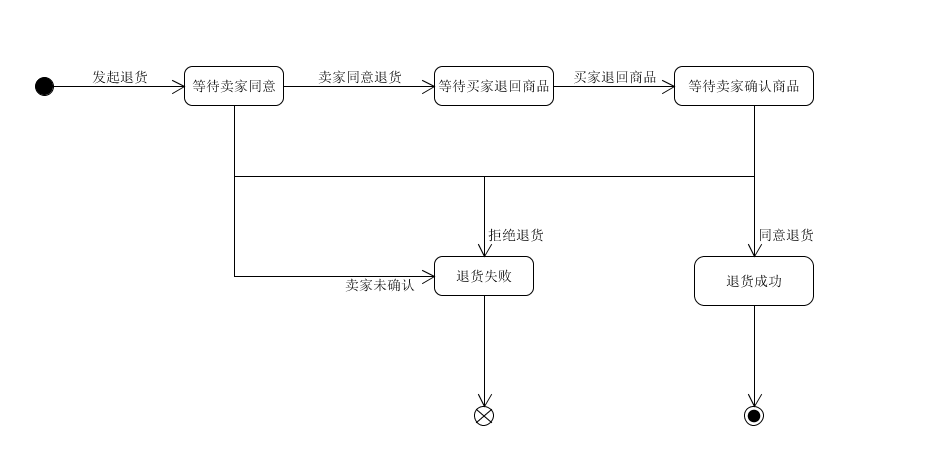 发起退货
等待卖家同意
卖家同意退货
等待买家退回商品
买家退回商品
等待卖家确认商品
拒绝退货
同意退货
卖家未确认
退货失败
退货成功